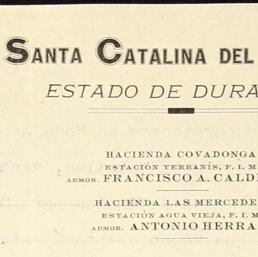 SANTA CATALINA DEL
ESTADO DE DURA
HACIENDA COVADONGA
ESTACIÓN YERBANÍS, F. I. M
ADMOR. FRANCISCO A. CALD
HACIENDA LAS MERCEDE
ESTACIÓN AGUA VIEJA, F. I. M
ADMOR. ANTONIO HERRA